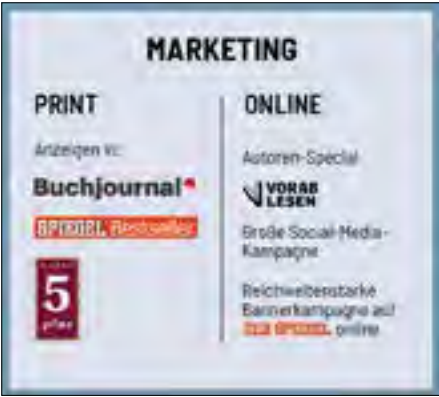 MARKETING
PRINT
Anzeigen in:
Buchjournal
SPIEGEL Bestseller
5
plus
ONLINE
Autoren-Special
VORAB
LESEN
Große Social-Media-
Kampagne
Reichweitenstarke
Bannerkampagne auf
DER SPIEGEL online